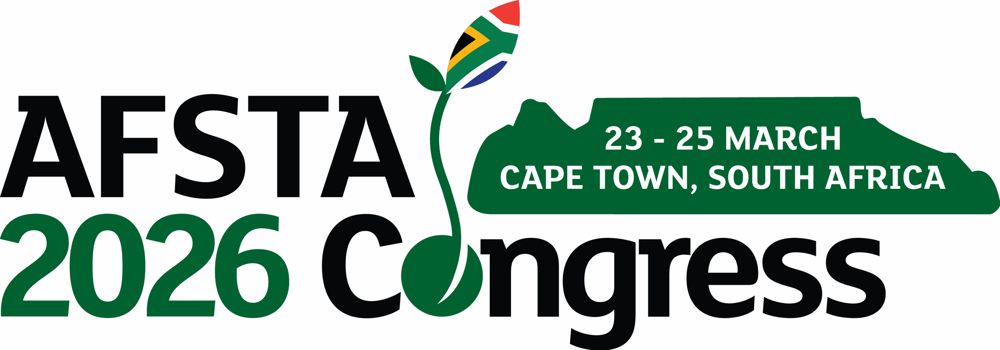 AFSTA
23 - 25 MARCH
CAPE TOWN, SOUTH AFRICA
2026 Congress